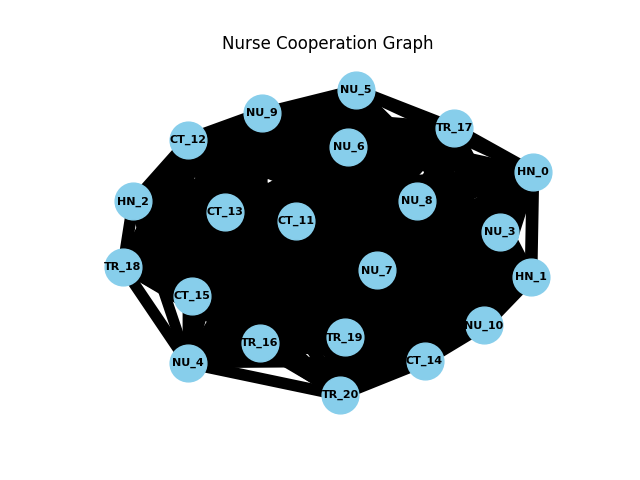 Nurse Cooperation Graph
NU_5
NU_9
TR_17
CT_12
NU_6
HN_0
HN_2
NU_8
CT_13
CT_11
NU_3
TR_18
NU_7
HN_1
CT_15
NU_10
TR_19
TR_16
CT_14
NU_4
TR_20